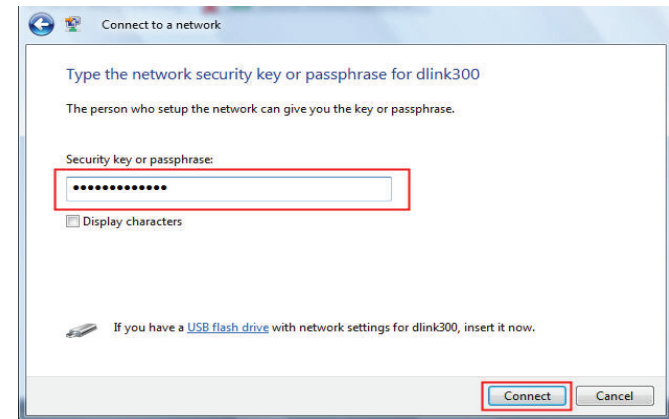 Connect to a network
Type the network security key or passphrase for dlink300
The person who setup the network can give you the key or passphrase.
Security key or passphrase:
●●●●●●●●●●●●●
Display characters
If you have a USB flash drive with network settings for dlink300, insert it now.
Connect Cancel